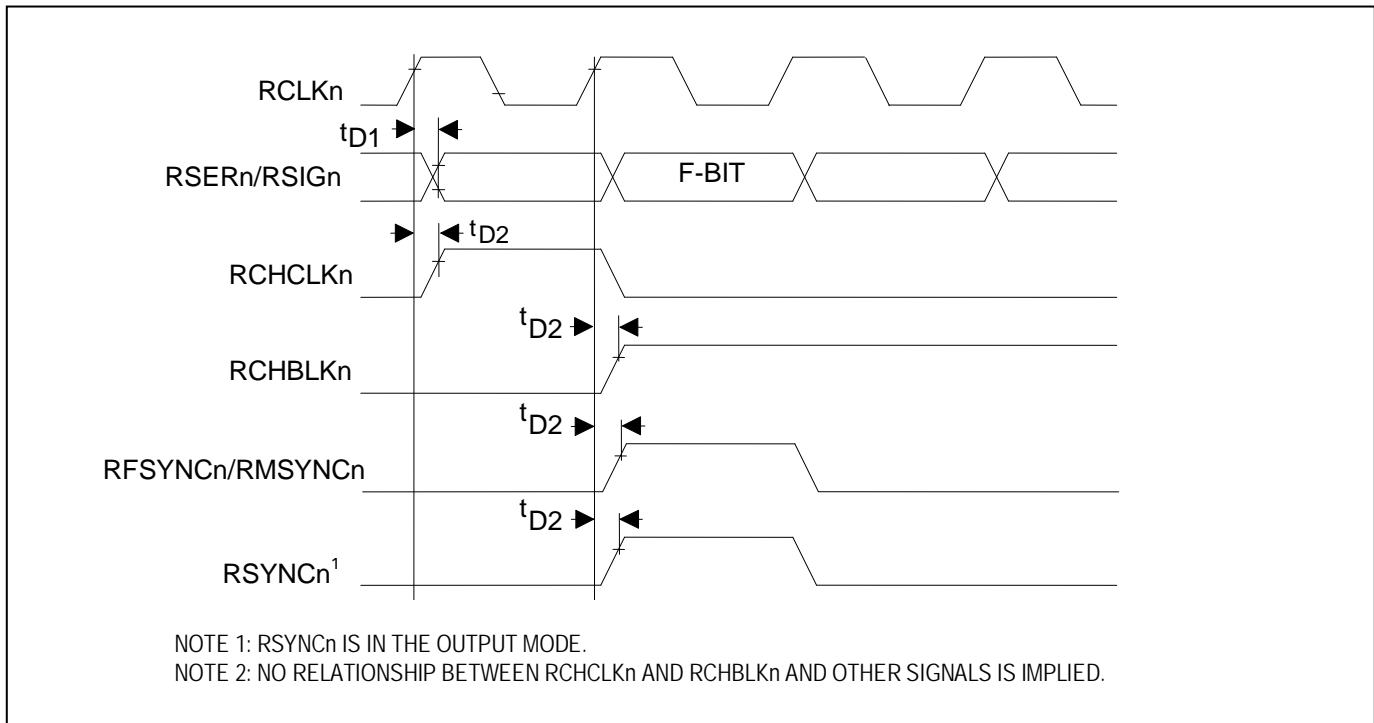 RCLKn
tD1
RSERn/RSIGn
F-BIT
tD2
RCHCLKn
tD2
RCHBLKn
tD2
RFSYNCn/RMSYNCn
tD2
RSYNCn¹
NOTE 1: RSYNCn IS IN THE OUTPUT MODE.
NOTE 2: NO RELATIONSHIP BETWEEN RCHCLKn AND RCHBLKn AND OTHER SIGNALS IS IMPLIED.